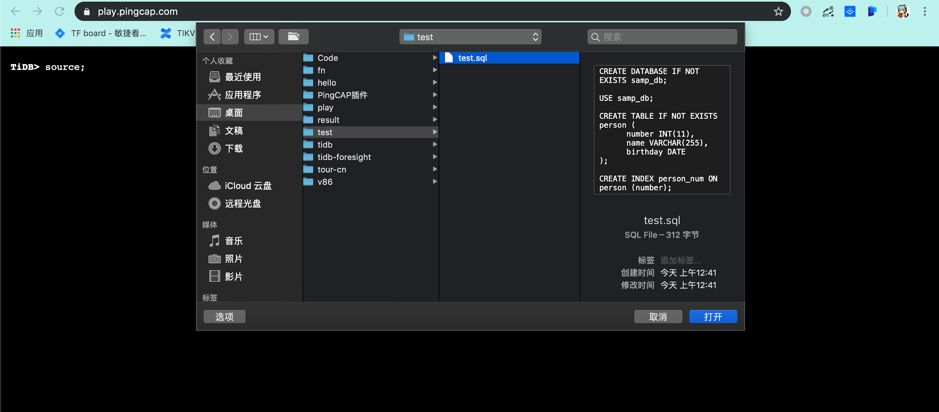 play.pingcap.com
应用
TF board - 敏捷看...
TIKV
TiDB> source;
test
搜索
个人收藏
最近使用
应用程序
桌面
文稿
下载
位置
iCloud 云盘
远程光盘
媒体
音乐
照片
影片
标签
Code
fn
hello
PingCAP插件
play
result
test
tidb
tidb-foresight
tour-cn
v86
test.sql
CREATE DATABASE IF NOT
EXISTS samp_db;
USE samp_db;
CREATE TABLE IF NOT EXISTS
person (
number INT(11),
name VARCHAR(255),
birthday DATE
);
CREATE INDEX person_num ON
person (number);
test.sql
SQL File – 312 字节
标签 添加标签...
创建时间 今天 上午12:41
修改时间 今天 上午12:41
选项
取消
打开